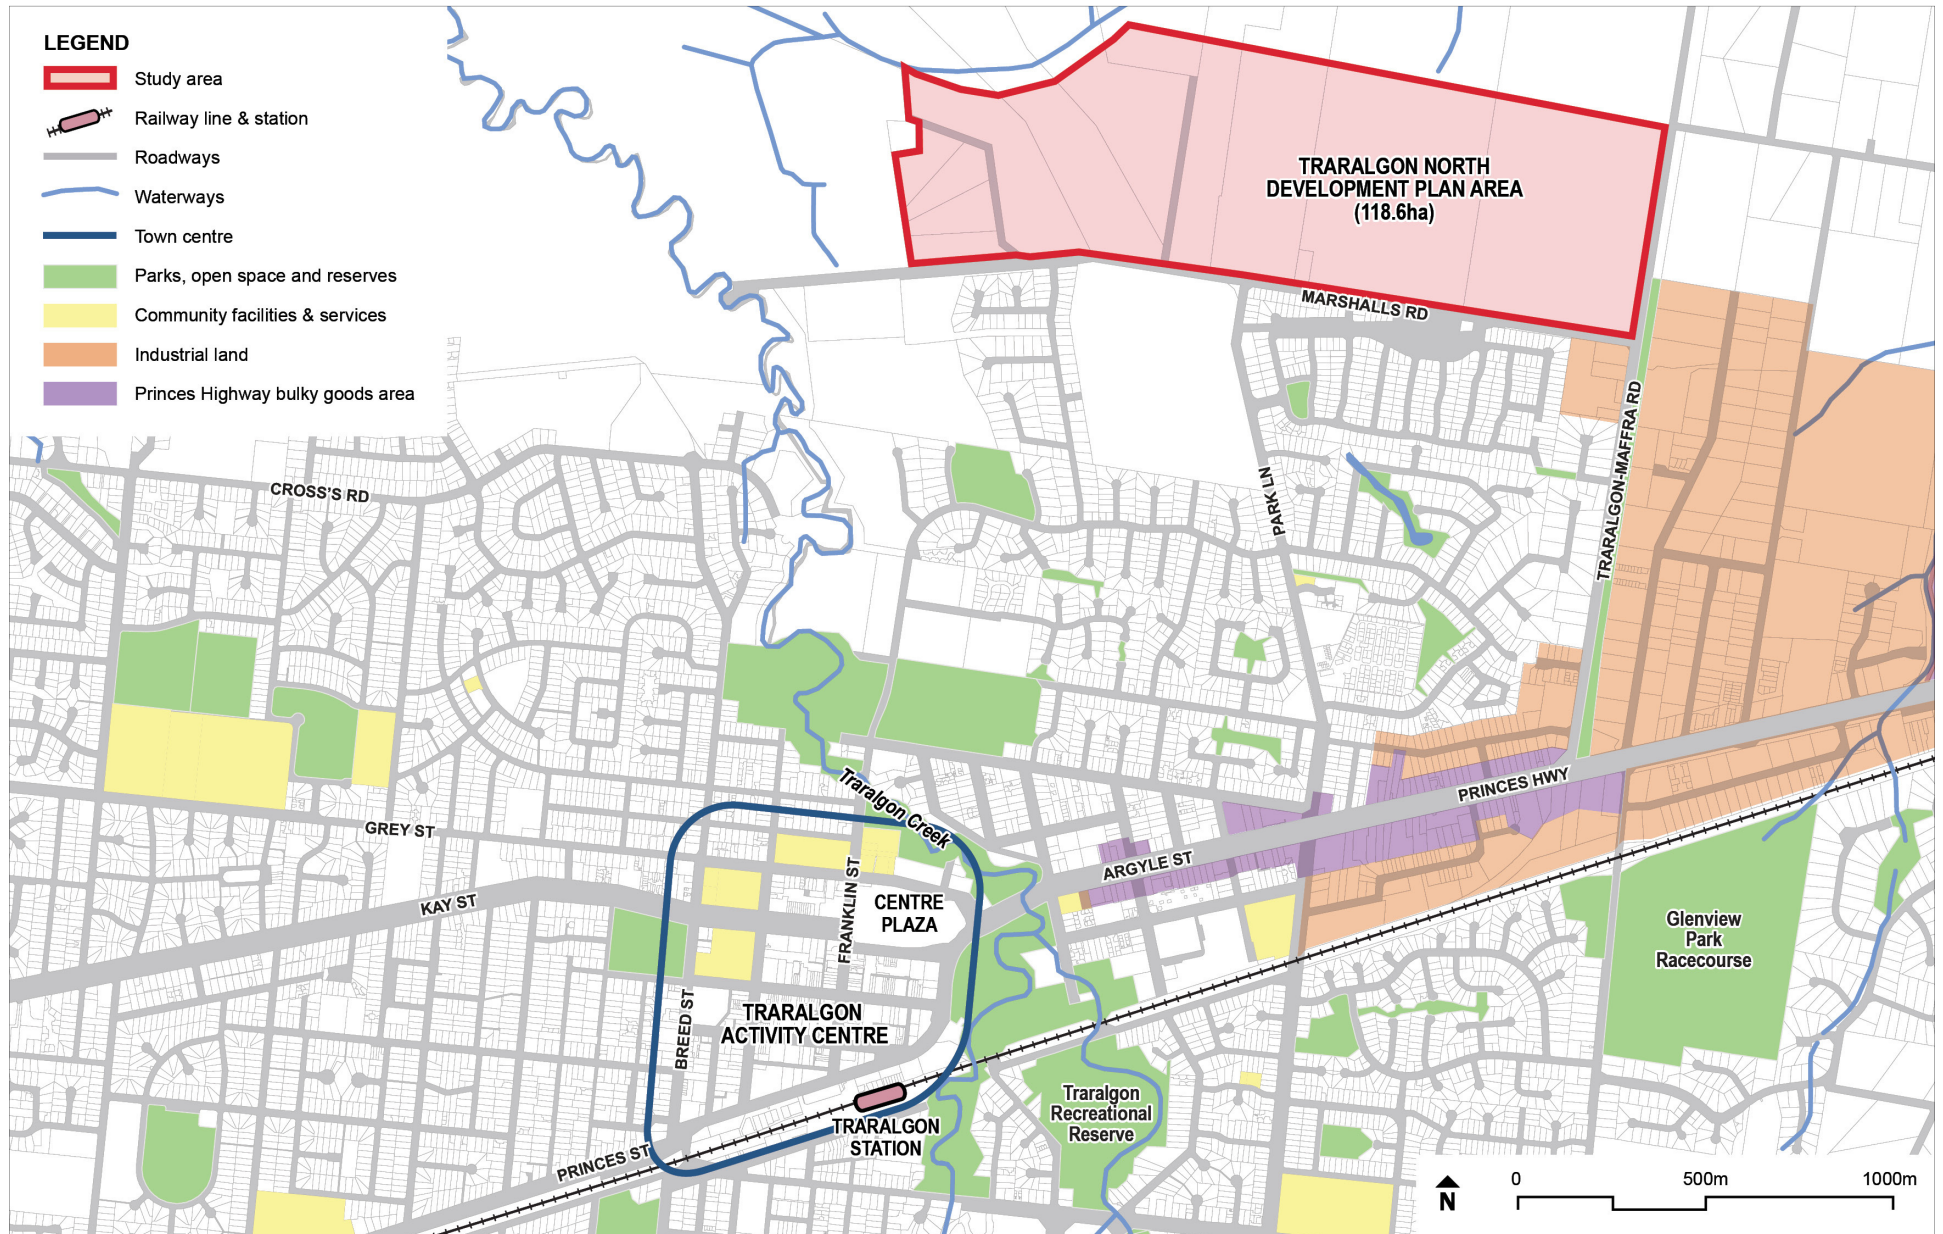 LEGEND
Study area
Railway line & station
Roadways
Waterways
Town centre
Parks, open space and reserves
Community facilities & services
Industrial land
Princes Highway bulky goods area
TRARALGON NORTH
DEVELOPMENT PLAN AREA
(118.6ha)
MARSHALLS RD
TRARALGON-MAFFRA RD
PARK LN
CROSS'S RD
GREY ST
KAY ST
Traralgon Creek
FRANKLIN ST
CENTRE
PLAZA
ARGYLE ST
PRINCES HWY
BREED ST
TRARALGON
ACTIVITY CENTRE
Glenview
Park
Racecourse
Traralgon
Recreational
Reserve
TRARALGON
STATION
PRINCES ST
N
0 500m 1000m